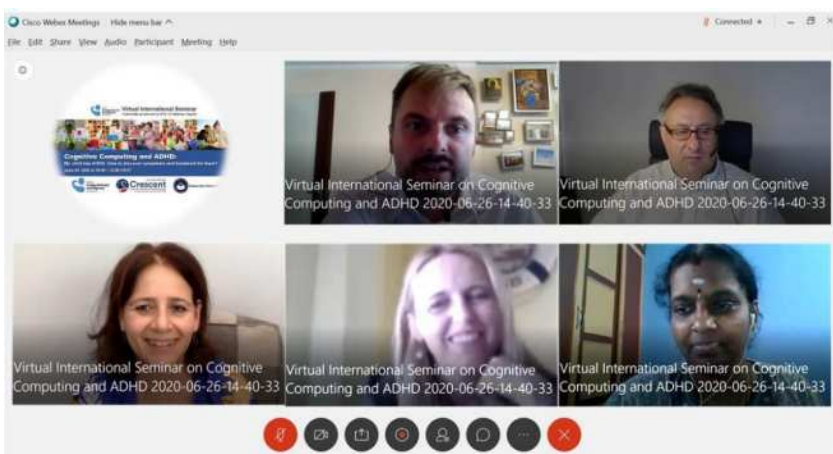 Cisco Webex Meetings Hide menu bar
Connected
File Edit Share View Audio Participant Meeting Help
Virtual International Seminar
Cognitive Computing and ADHD:
Crescent
Virtual International Seminar on Cognitive
Computing and ADHD 2020-06-26-14-40-33
Virtual International Seminar on Cognitive
Computing and ADHD 2020-06-26-14-40-33
Virtual International Seminar on Cognitive
Computing and ADHD 2020-06-26-14-40-33
Virtual International Seminar on Cognitive
Computing and ADHD 2020-06-26-14-40-33
Virtual International Seminar on Cognitive
Computing and ADHD 2020-06-26-14-40-33